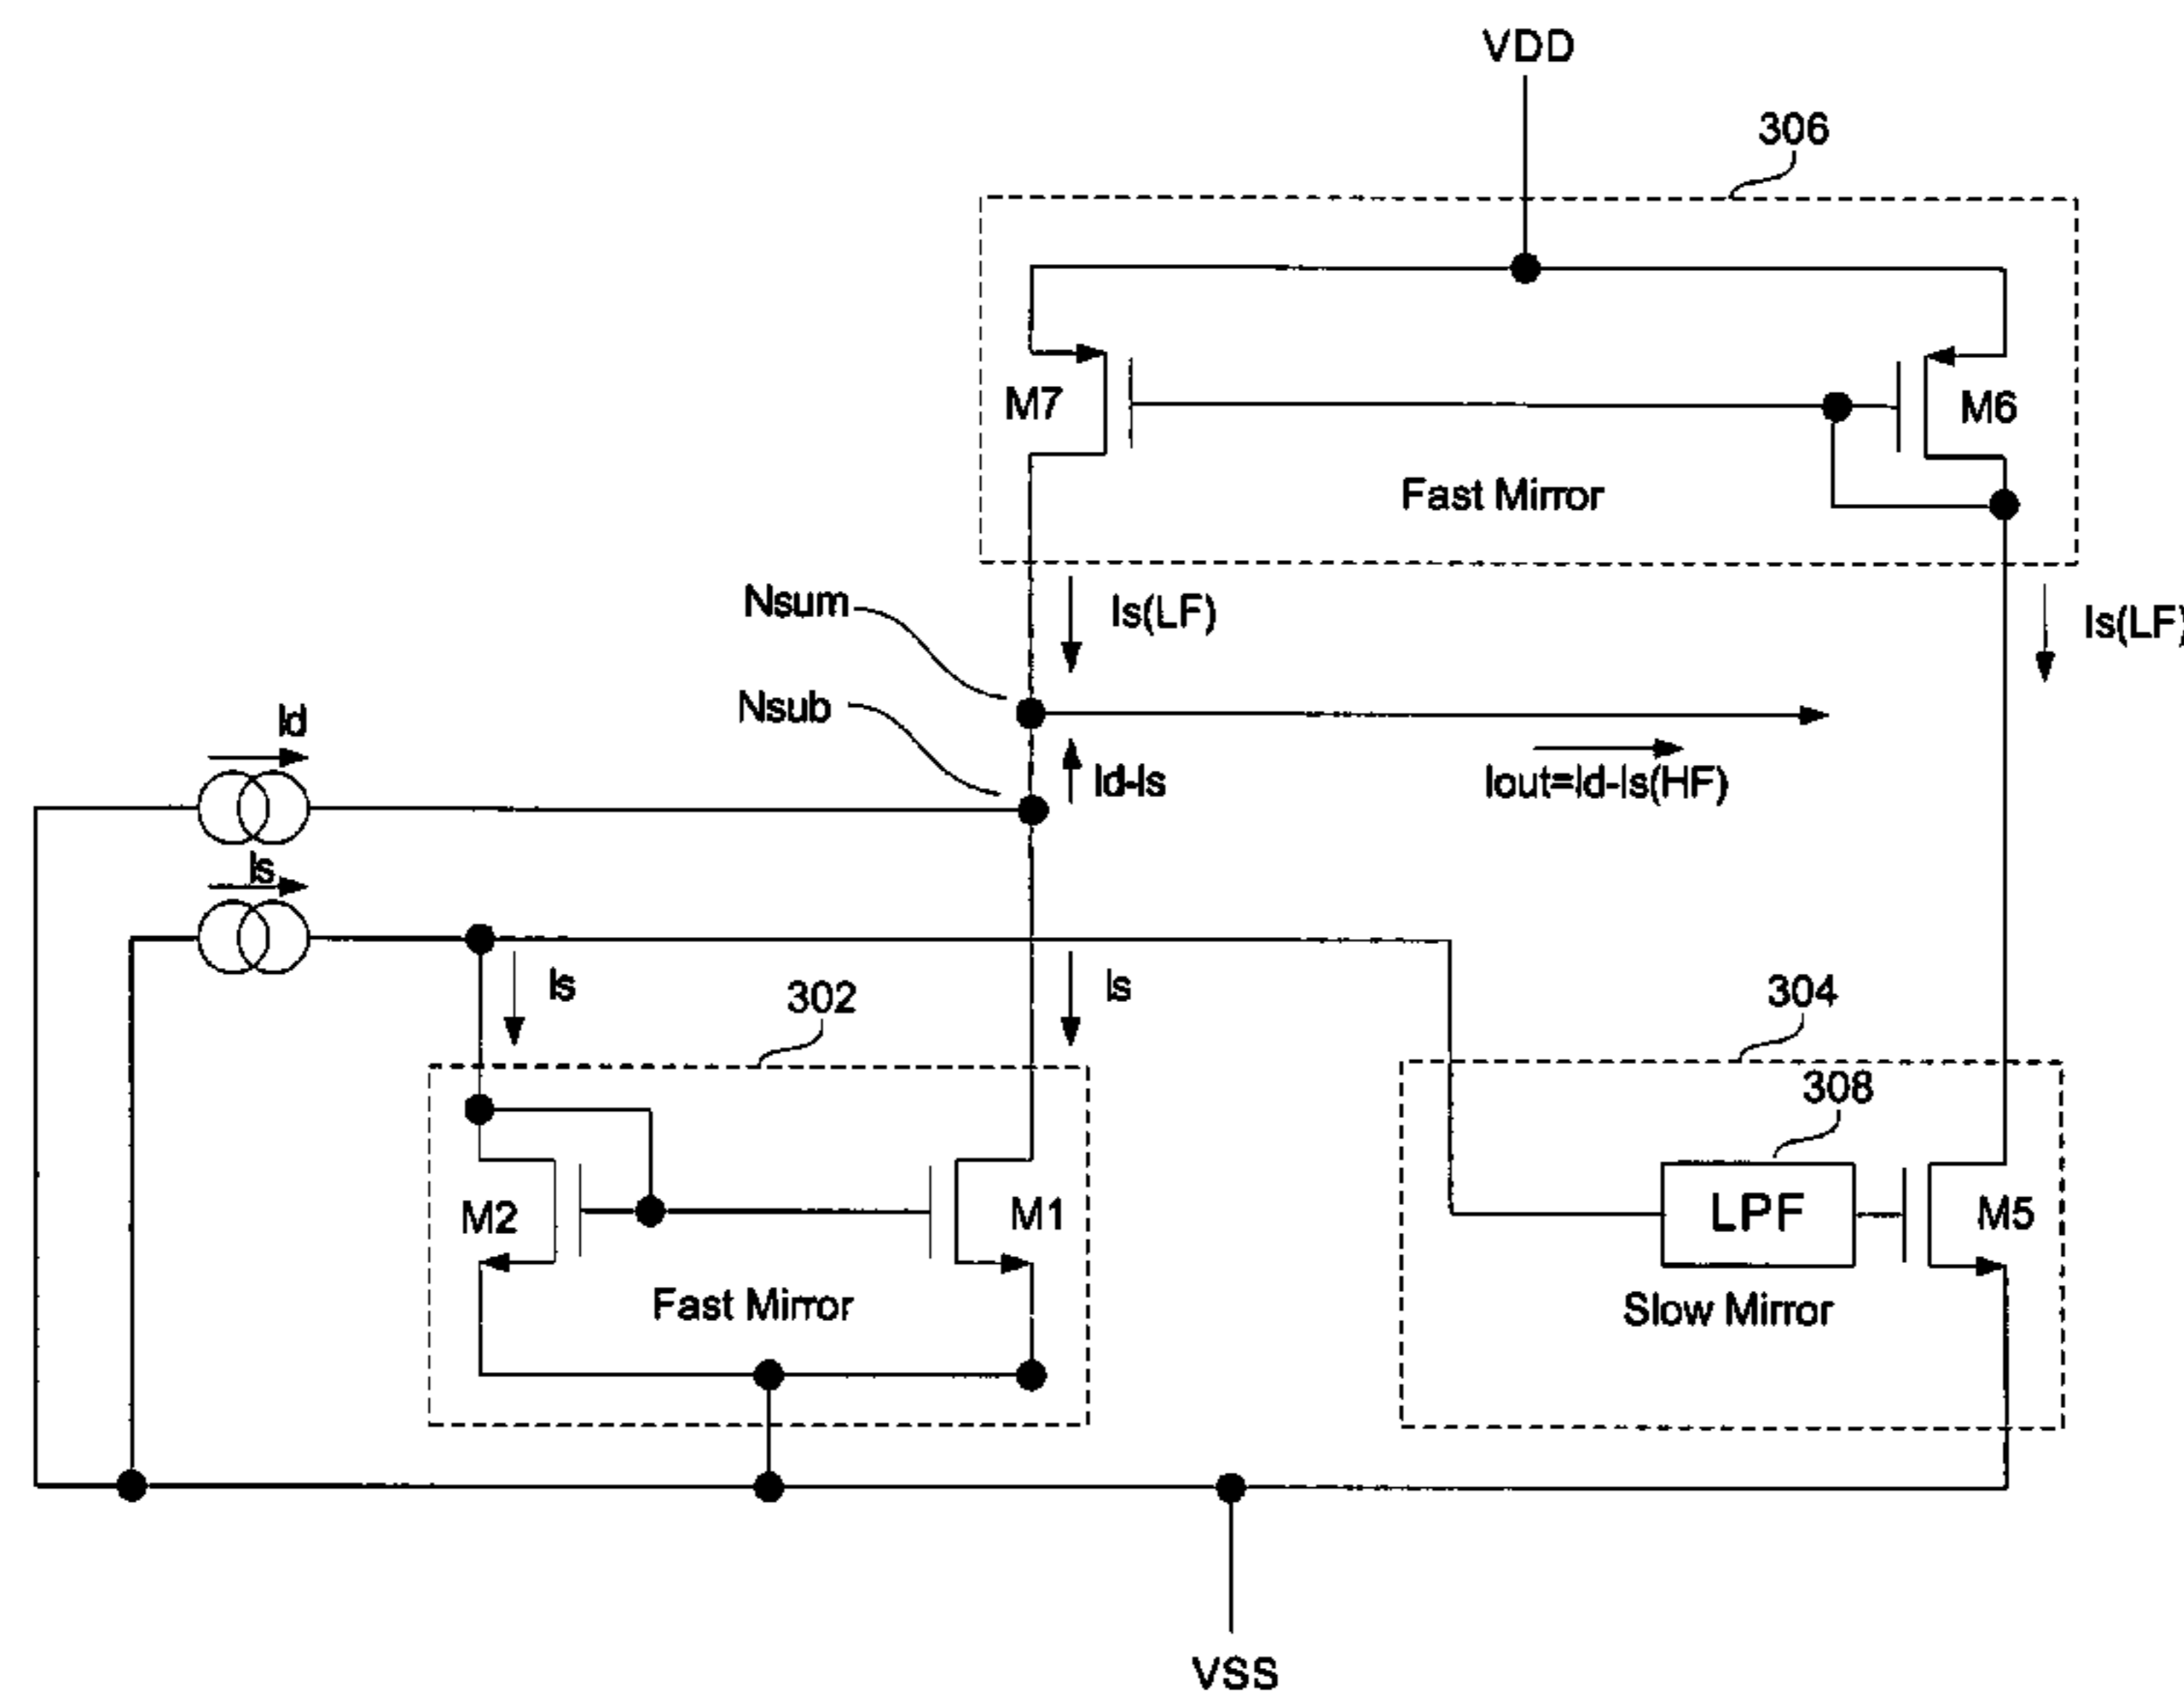 VDD
306
M7
M6
Fast Mirror
Nsum
Is(LF)
Is(LF)
Nsub
Id
Id-Is
Iout=Id-Is(HF)
Is
Is
Is
302
304
308
M2
M1
LPF
M5
Fast Mirror
Slow Mirror
VSS